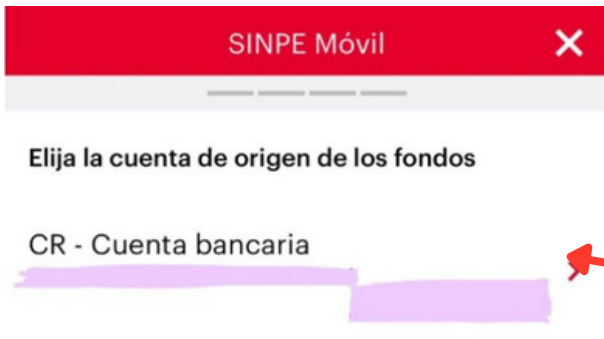 SINPE Móvil
Elija la cuenta de origen de los fondos
CR - Cuenta bancaria